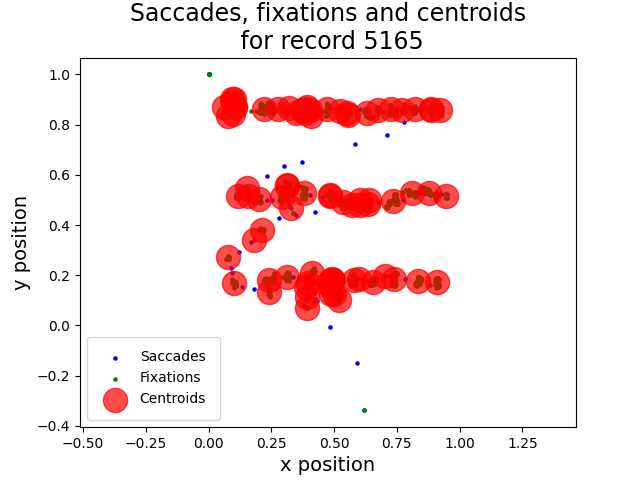 Saccades, fixations and centroids
for record 5165
y position
1.0
0.8
0.6
0.4
0.2
0.0
−0.2
−0.4
Saccades
Fixations
Centroids
−0.50
−0.25
0.00
0.25
0.50
0.75
1.00
1.25
x position